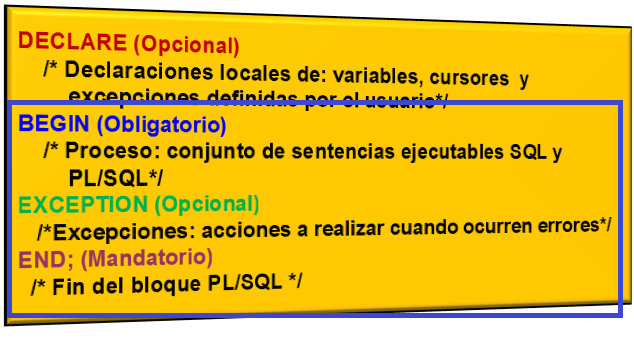 DECLARE (Opcional)
/* Declaraciones locales de: variables, cursores y
excepciones definidas por el usuario*/
BEGIN (Obligatorio)
/* Proceso: conjunto de sentencias ejecutables SQL y
PL/SQL*/
EXCEPTION (Opcional)
/*Excepciones: acciones a realizar cuando ocurren errores*/
END; (Mandatorio)
/* Fin del bloque PL/SQL */